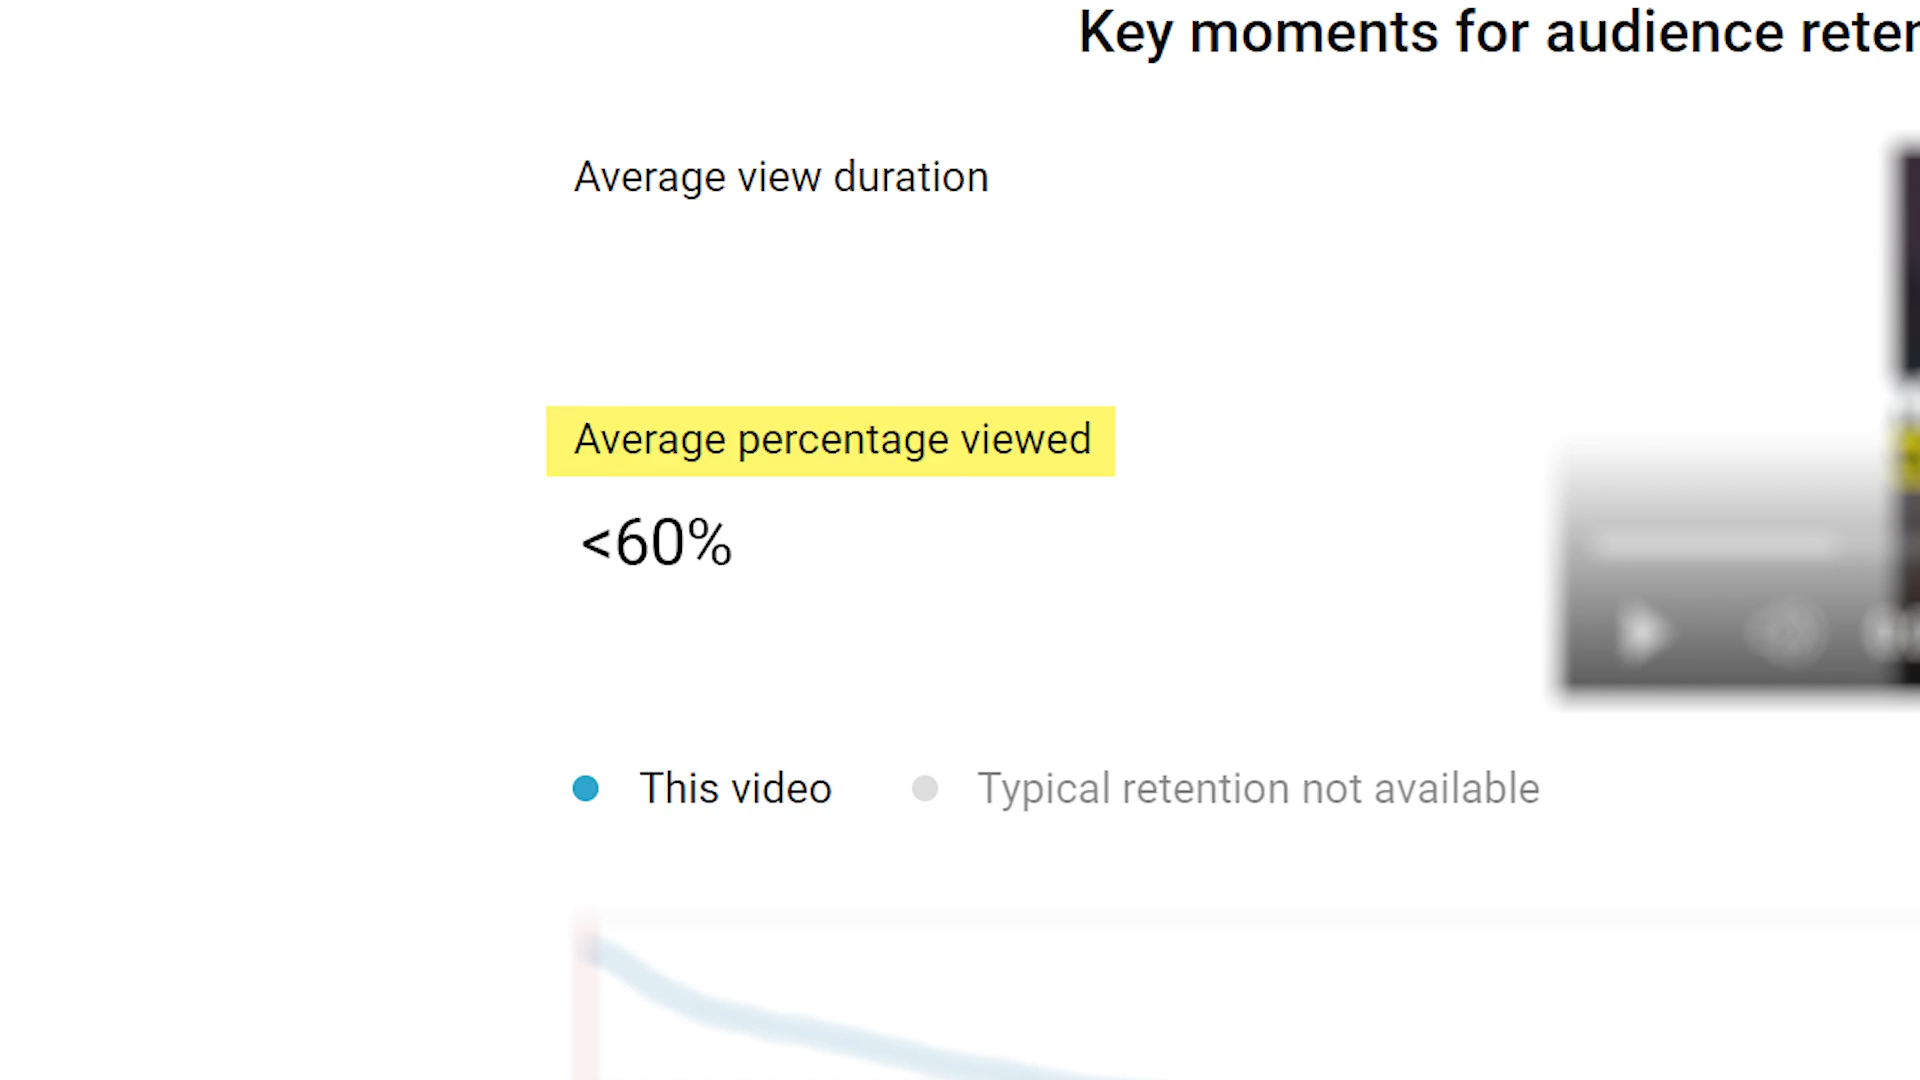 Key moments for audience reten
Average view duration
Average percentage viewed
<60%
This video
Typical retention not available